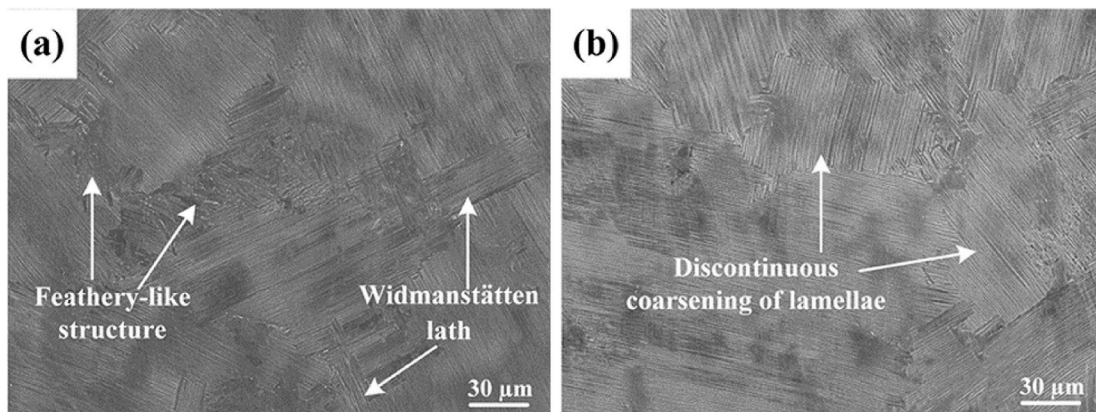 (a)
Feathery-like
structure
Widmanstätten
lath
30 µm
(b)
Discontinuous
coarsening of lamellae
30 µm